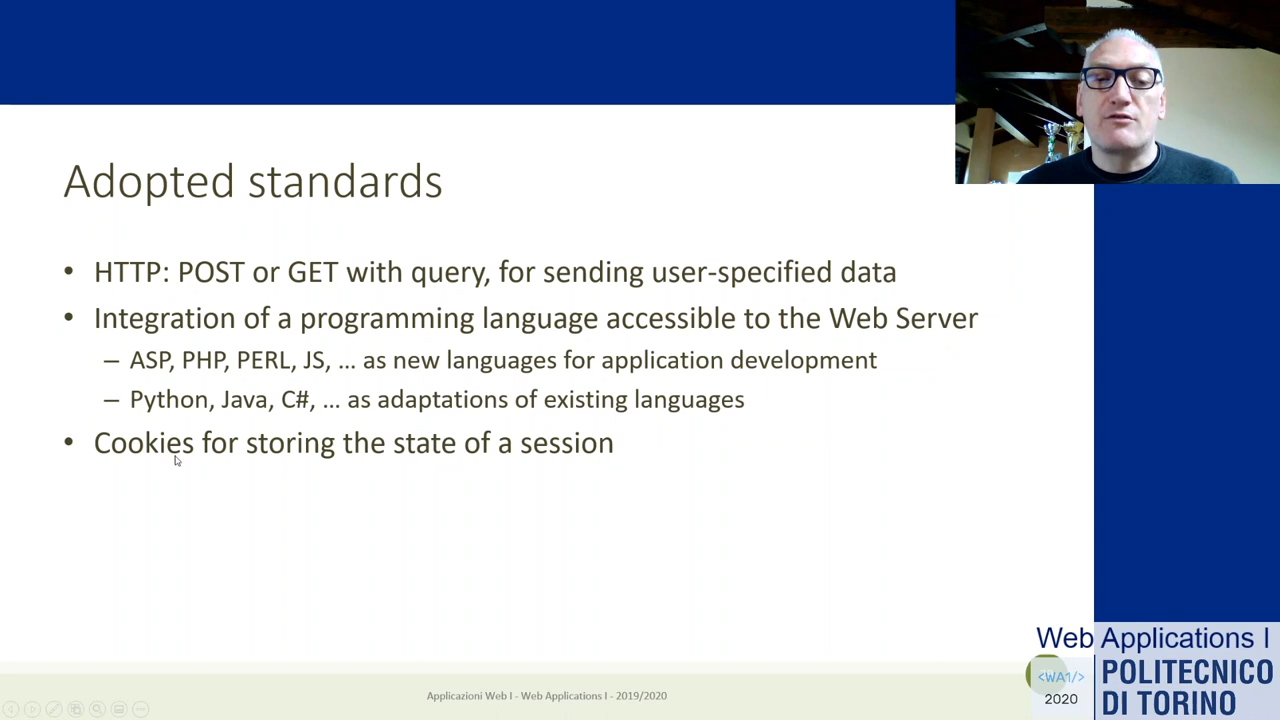 Adopted standards
• HTTP: POST or GET with query, for sending user-specified data
• Integration of a programming language accessible to the Web Server
– ASP, PHP, PERL, JS, … as new languages for application development
– Python, Java, C#, … as adaptations of existing languages
• Cookies for storing the state of a session
Applicazioni Web I - Web Applications I - 2019/2020
Web Applications I
<WA1/>
2020
POLITECNICO
DI TORINO